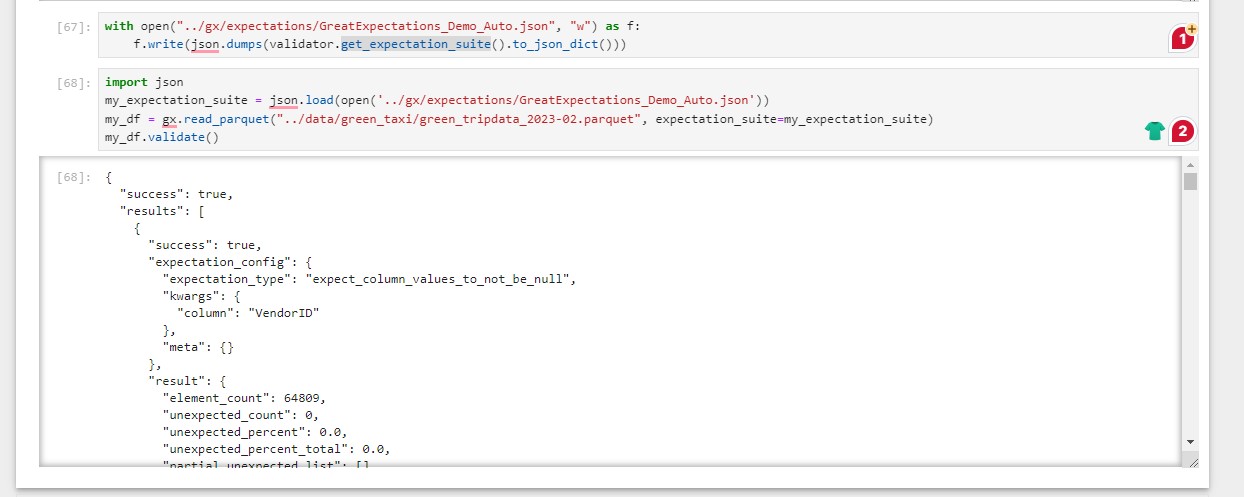 [67]: with open("../gx/expectations/GreatExpectations_Demo_Auto.json", "w") as f:
    f.write(json.dumps(validator.get_expectation_suite().to_json_dict()))
1
+
[68]: import json
my_expectation_suite = json.load(open('../gx/expectations/GreatExpectations_Demo_Auto.json'))
my_df = gx.read_parquet("../data/green_taxi/green_tripdata_2023-02.parquet", expectation_suite=my_expectation_suite)
my_df.validate()
2
[68]: {
  "success": true,
  "results": [
    {
      "success": true,
      "expectation_config": {
        "expectation_type": "expect_column_values_to_not_be_null",
        "kwargs": {
          "column": "VendorID"
        },
        "meta": {}
      },
      "result": {
        "element_count": 64809,
        "unexpected_count": 0,
        "unexpected_percent": 0.0,
        "unexpected_percent_total": 0.0,
        "partial_unexpected_list": []